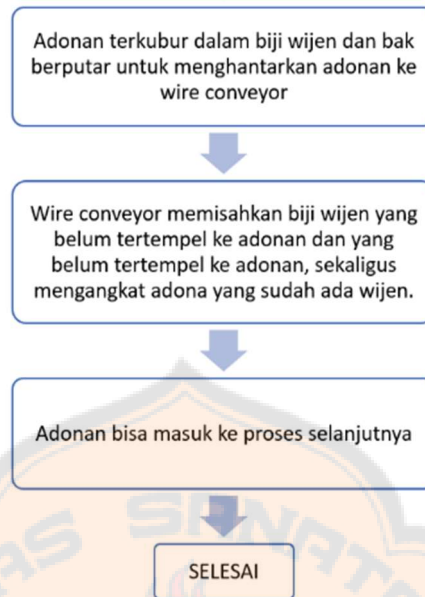 Adonan terkubur dalam biji wijen dan bak
berputar untuk menghantarkan adonan ke
wire conveyor
Wire conveyor memisahkan biji wijen yang
belum tertempel ke adonan dan yang
belum tertempel ke adonan, sekaligus
mengangkat adona yang sudah ada wijen.
Adonan bisa masuk ke proses selanjutnya
SELESAI